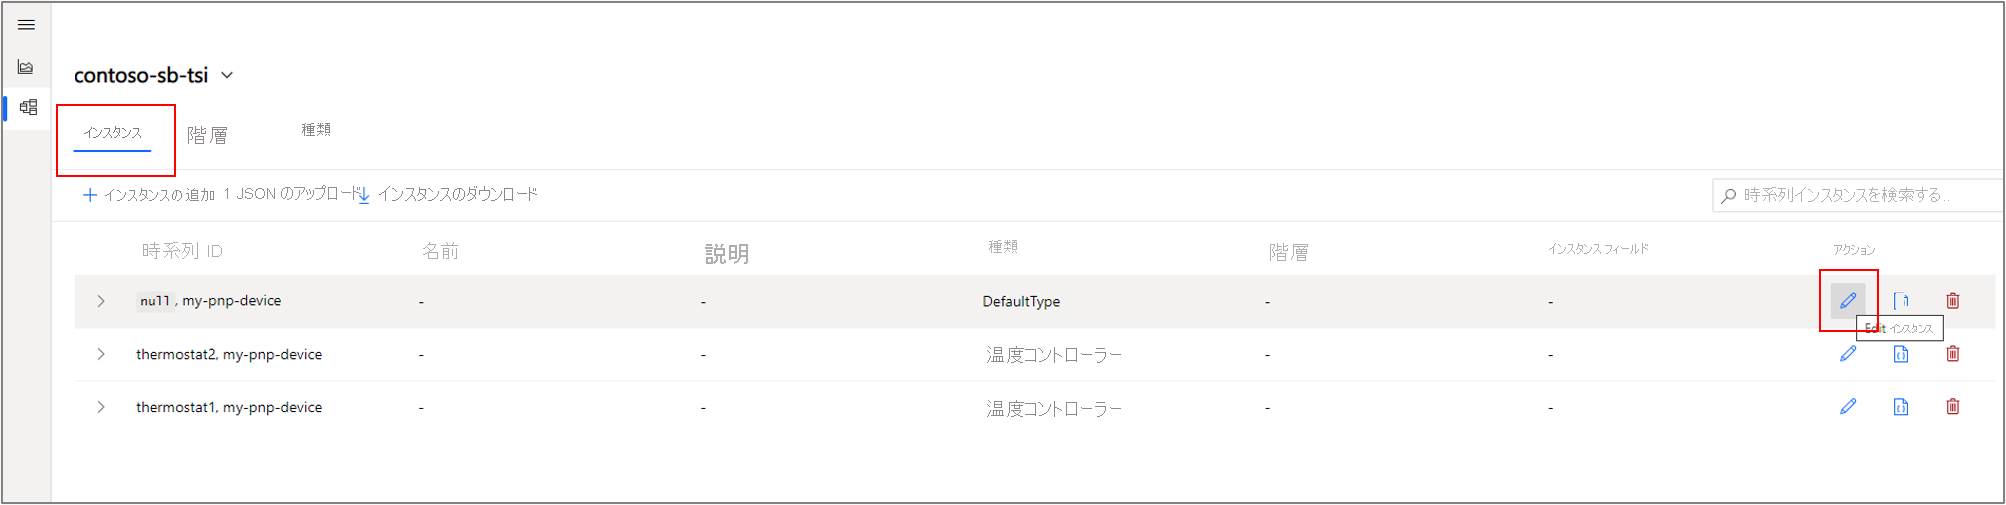 contoso-sb-tsi
インスタンス 階層 種類
インスタンスの追加 1 JSON のアップロード インスタンスのダウンロード 時系列インスタンスを検索する..
時系列 ID 名前 説明 種類 階層 インスタンス フィールド アクション
null, my-pnp-device - - DefaultType - -
Edit インスタンス
thermostat2, my-pnp-device - - 温度コントローラー - -
thermostat1, my-pnp-device - - 温度コントローラー - -